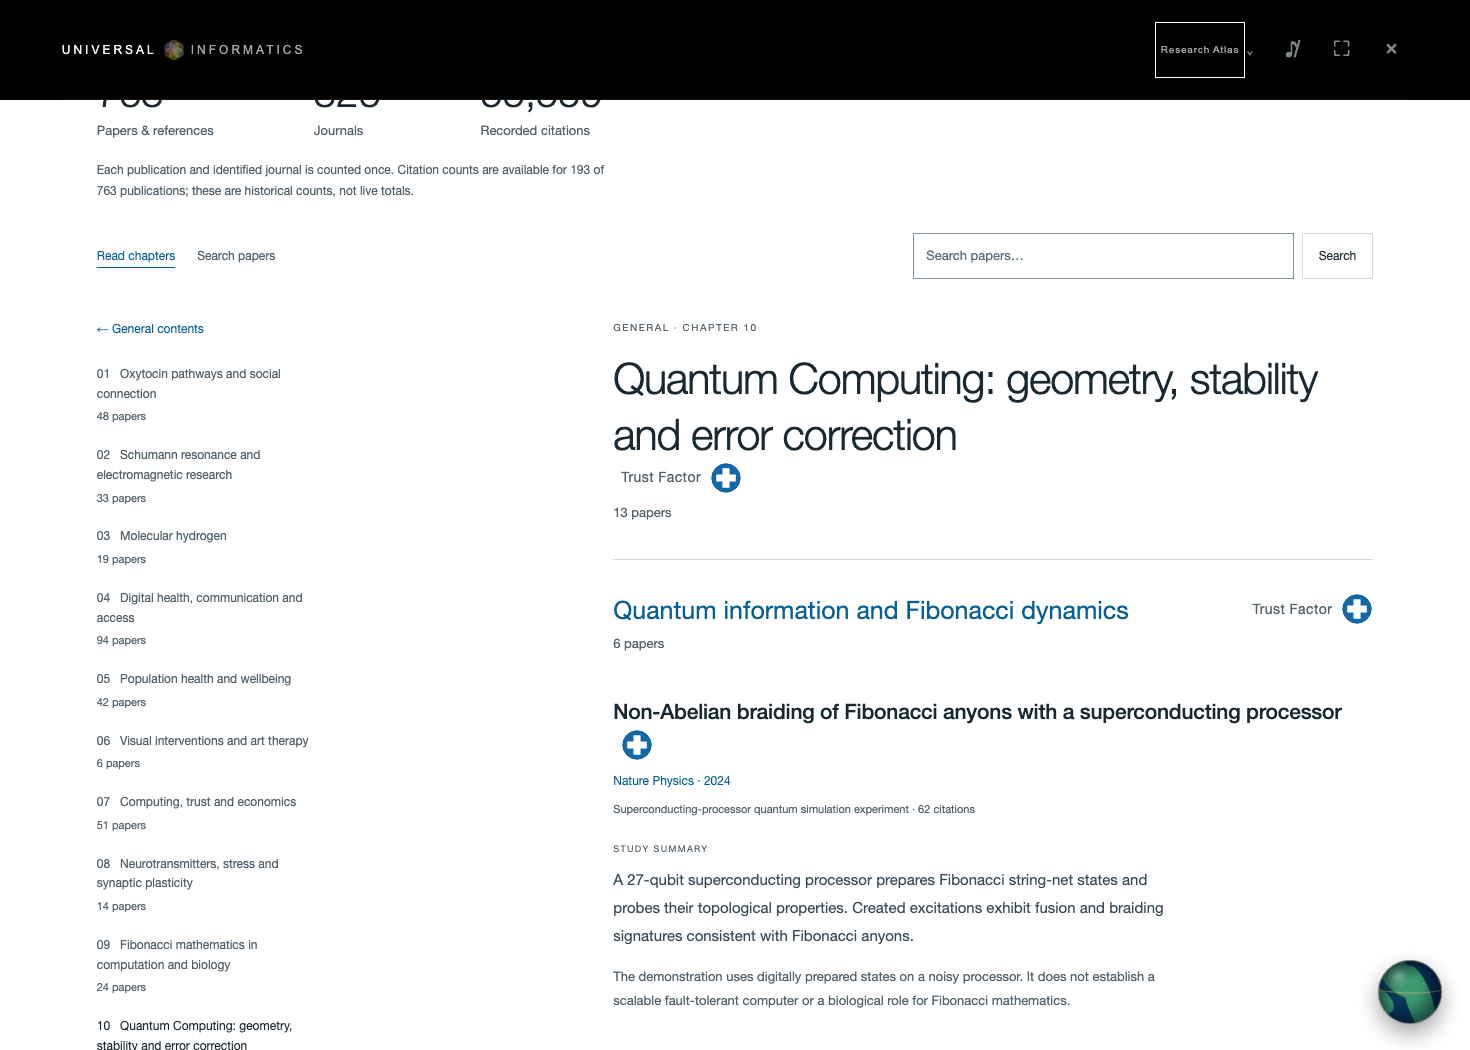 UNIVERSAL INFORMATICS
Research Atlas
Papers & references
Journals
Recorded citations
Each publication and identified journal is counted once. Citation counts are available for 193 of
763 publications; these are historical counts, not live totals.
Read chapters
Search papers
Search papers...
Search
← General contents
01 Oxytocin pathways and social
connection
48 papers
02 Schumann resonance and
electromagnetic research
33 papers
03 Molecular hydrogen
19 papers
04 Digital health, communication and
access
94 papers
05 Population health and wellbeing
42 papers
06 Visual interventions and art therapy
6 papers
07 Computing, trust and economics
51 papers
08 Neurotransmitters, stress and
synaptic plasticity
14 papers
09 Fibonacci mathematics in
computation and biology
24 papers
10 Quantum Computing: geometry,
stability and error correction
GENERAL · CHAPTER 10
Quantum Computing: geometry, stability
and error correction
Trust Factor
13 papers
Quantum information and Fibonacci dynamics
Trust Factor
6 papers
Non-Abelian braiding of Fibonacci anyons with a superconducting processor
Nature Physics · 2024
Superconducting-processor quantum simulation experiment · 62 citations
STUDY SUMMARY
A 27-qubit superconducting processor prepares Fibonacci string-net states and
probes their topological properties. Created excitations exhibit fusion and braiding
signatures consistent with Fibonacci anyons.
The demonstration uses digitally prepared states on a noisy processor. It does not establish a
scalable fault-tolerant computer or a biological role for Fibonacci mathematics.